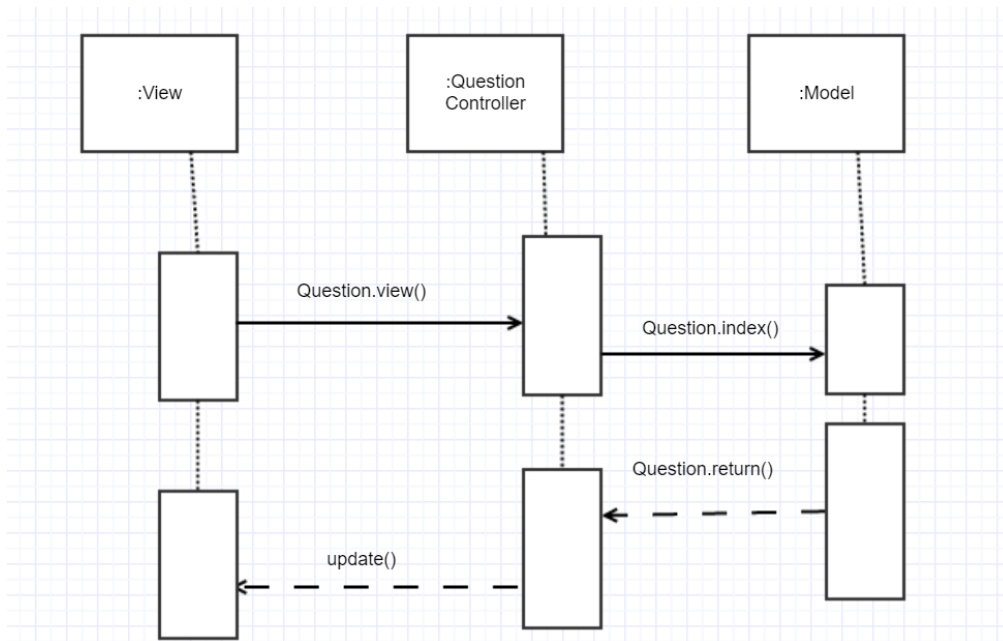 :View
:Question
Controller
:Model
Question.view()
Question.index()
Question.return()
update()